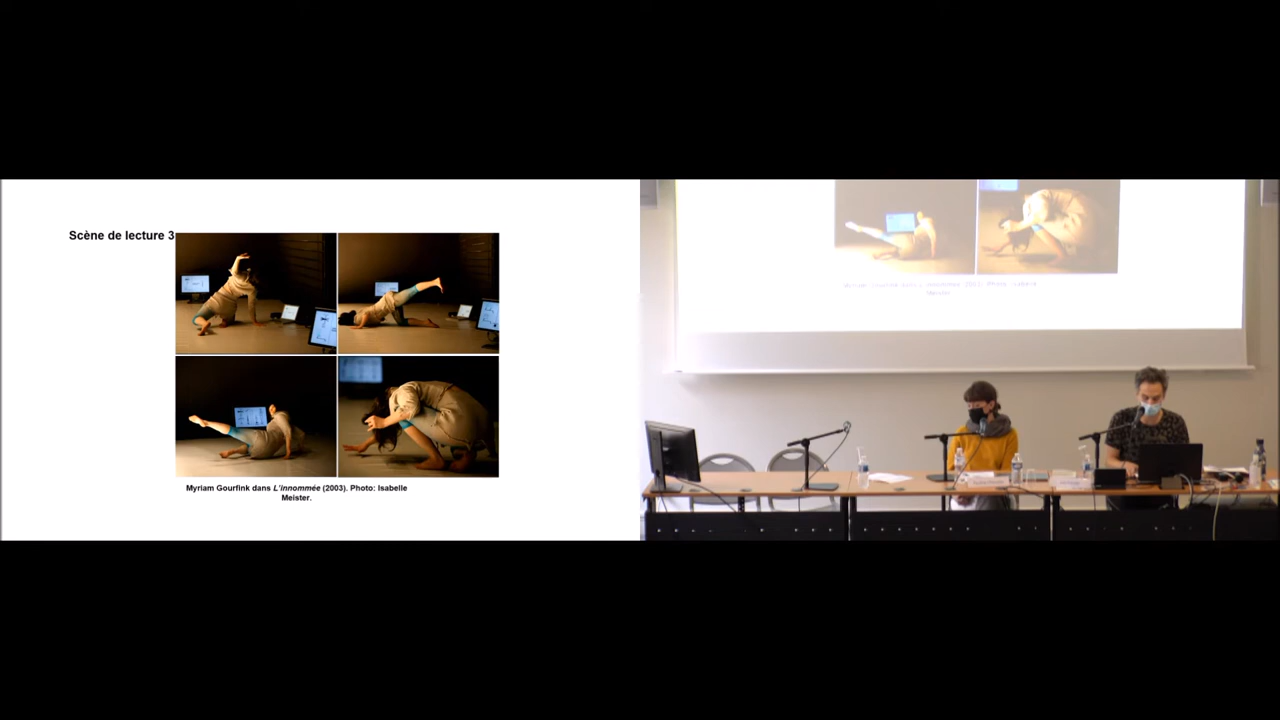 Scène de lecture 3
Myriam Gourfink dans L'innommée (2003). Photo: Isabelle
Meister.